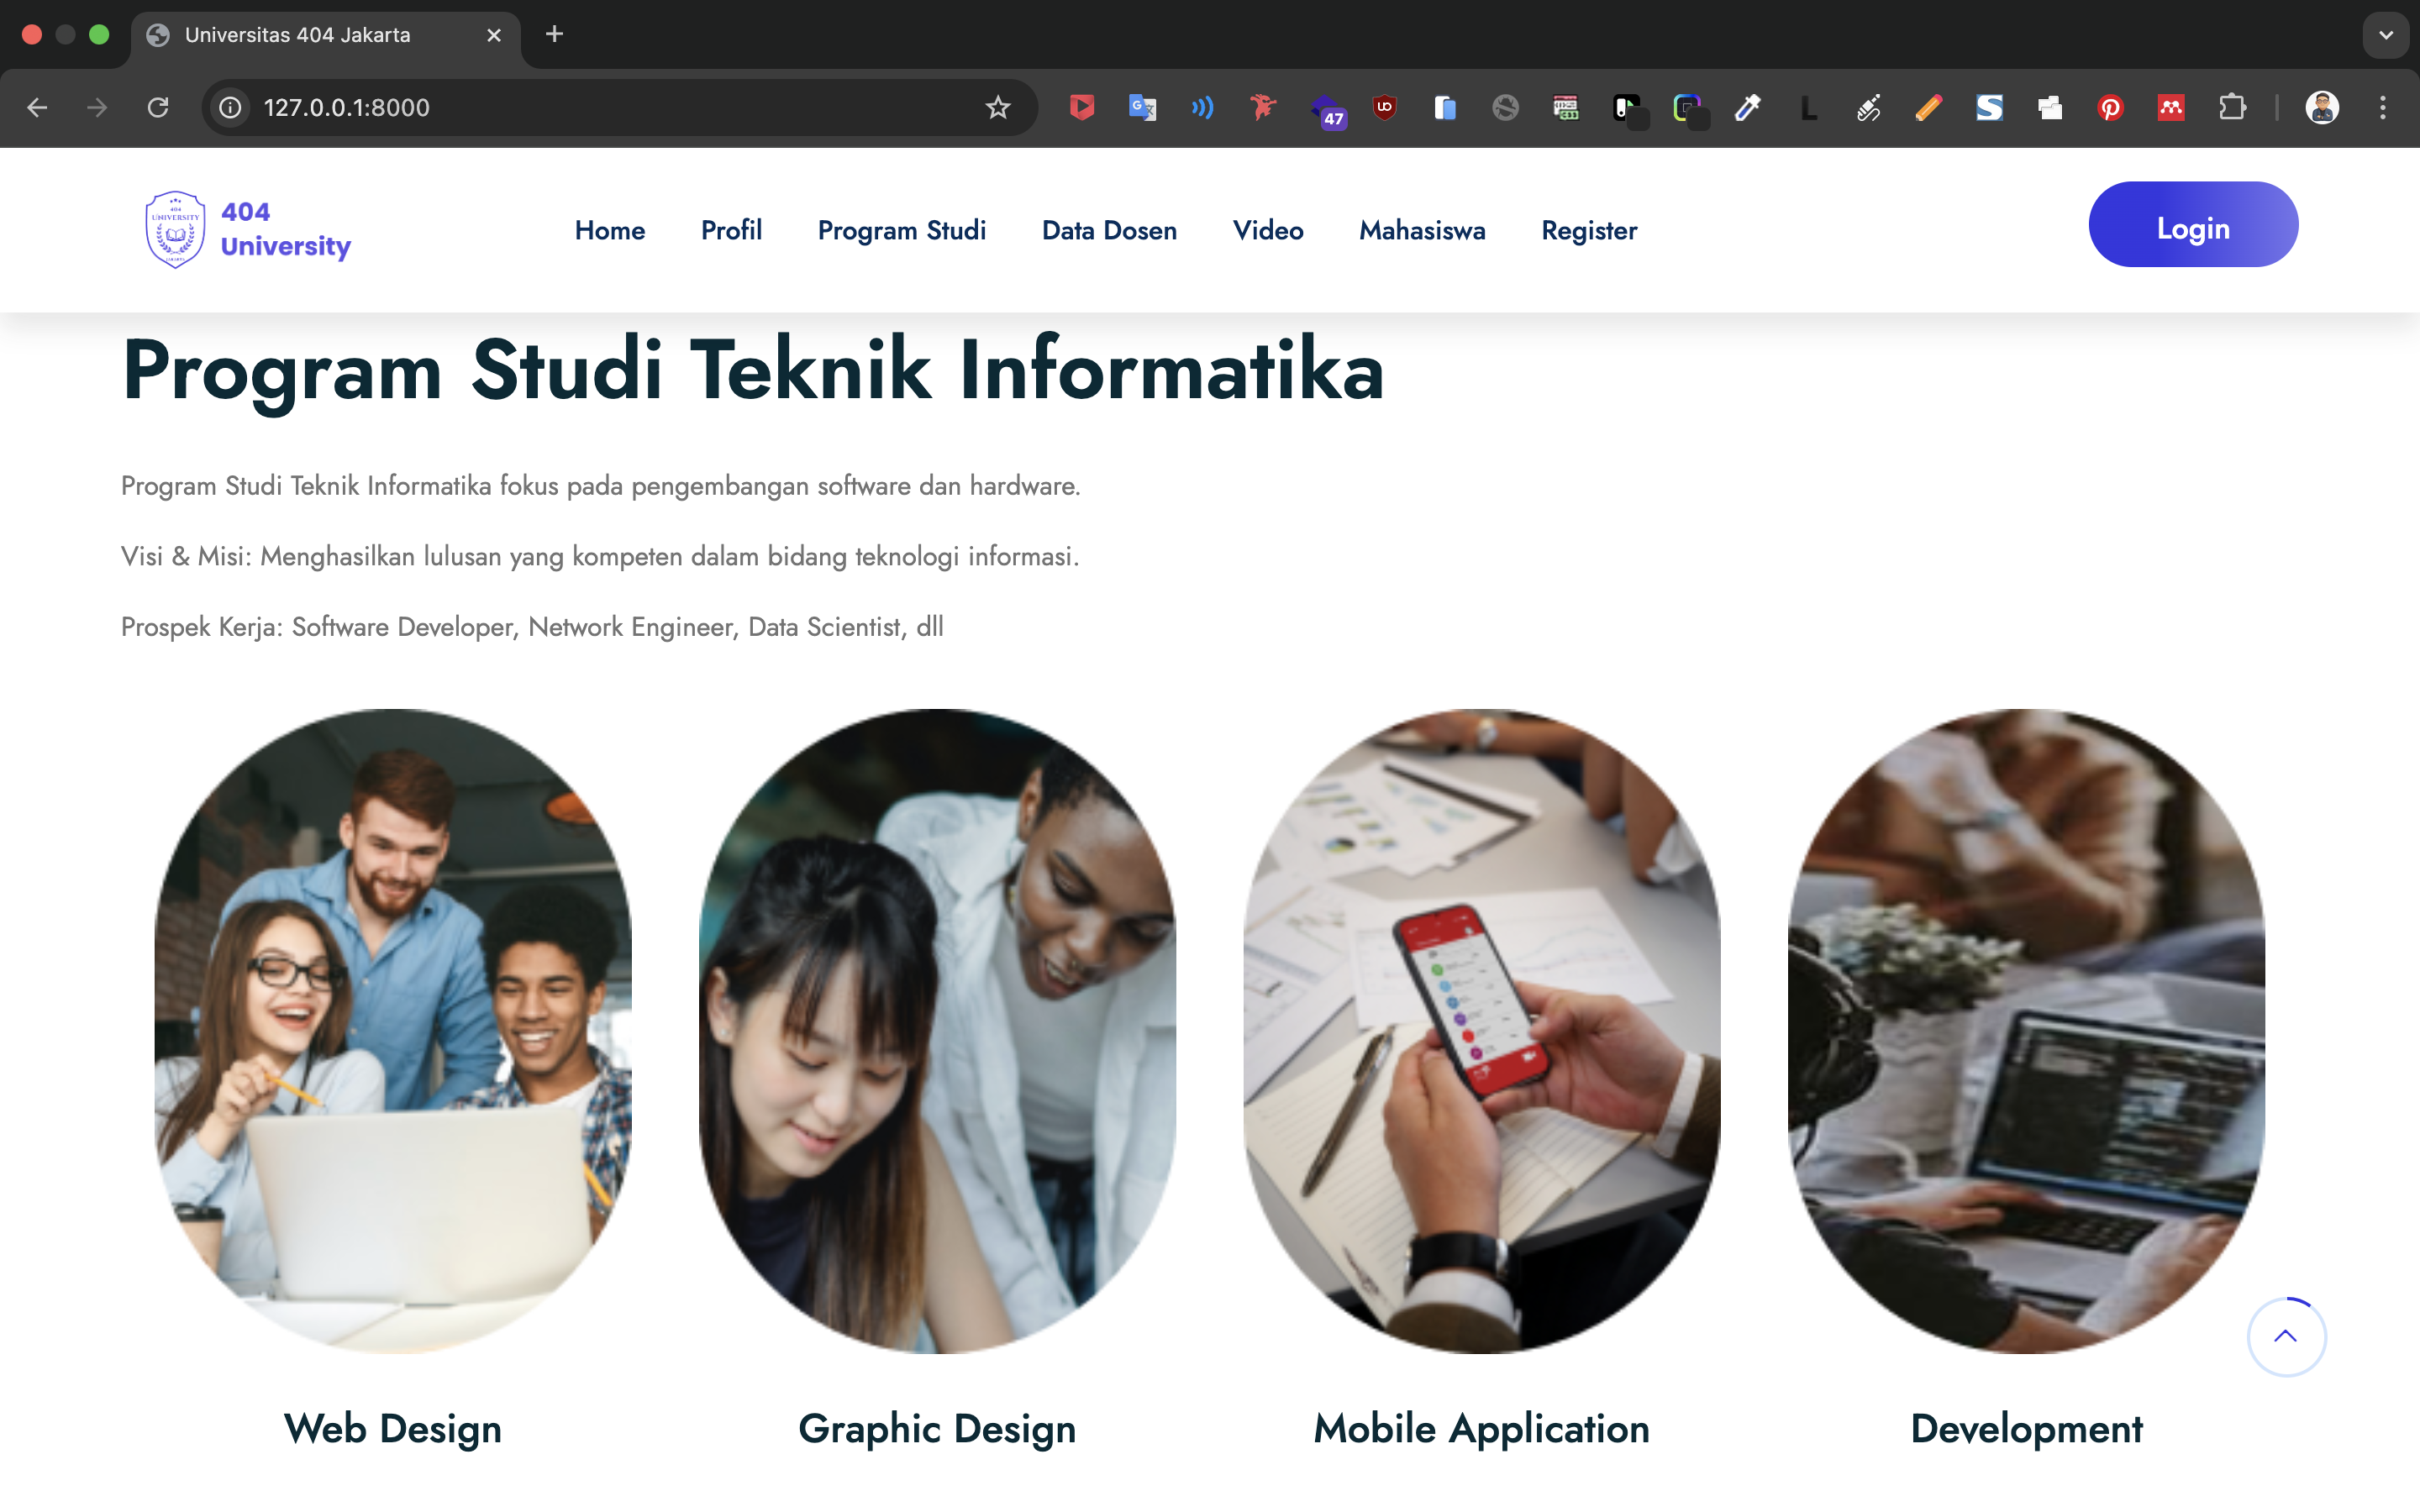 Universitas 404 Jakarta
127.0.0.1:8000
47
404
UNIVERSITY
404
University
Home
Profil
Program Studi
Data Dosen
Video
Mahasiswa
Register
Login
Program Studi Teknik Informatika
Program Studi Teknik Informatika fokus pada pengembangan software dan hardware.
Visi & Misi: Menghasilkan lulusan yang kompeten dalam bidang teknologi informasi.
Prospek Kerja: Software Developer, Network Engineer, Data Scientist, dll
Web Design
Graphic Design
Mobile Application
Development